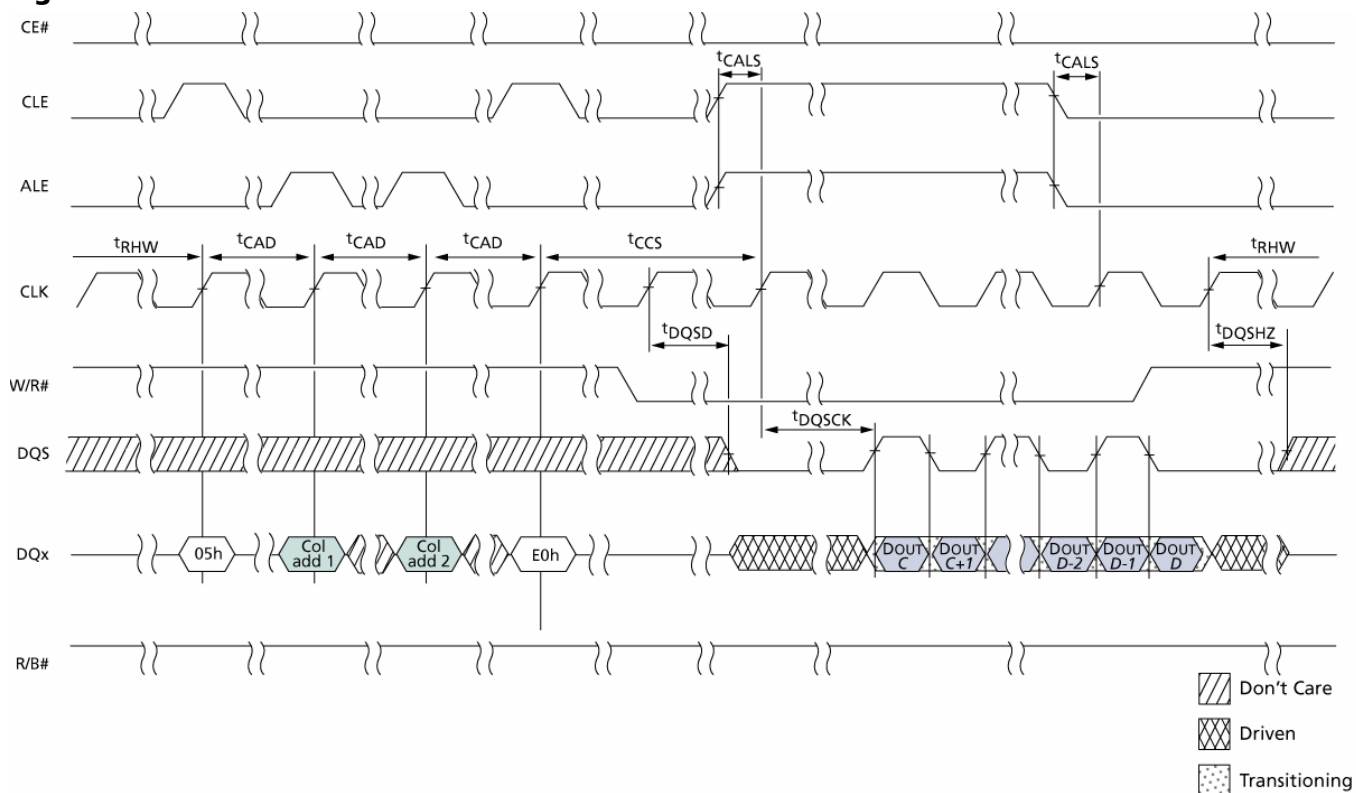 CE#
tCALS
tCALS
CLE
ALE
tRHW
tCAD
tCAD
tCAD
tCCS
tRHW
CLK
tDQSD
tDQSHZ
W/R#
tDQSCK
DQS
DQx
05h
Col
add 1
Col
add 2
E0h
DOUT
C
DOUT
C+1
DOUT
D-2
DOUT
D-1
DOUT
D
R/B#
Don't Care
Driven
Transitioning